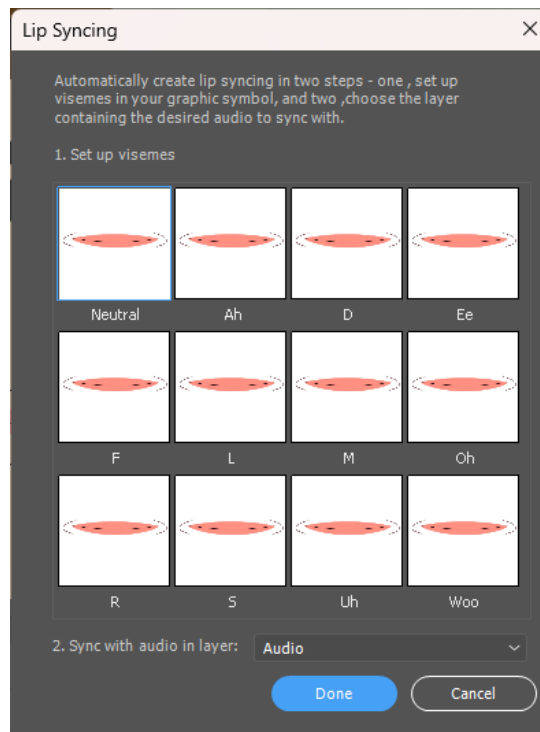 Lip Syncing
Automatically create lip syncing in two steps - one , set up
visemes in your graphic symbol, and two ,choose the layer
containing the desired audio to sync with.
1. Set up visemes
Neutral Ah D Ee
F L M Oh
R S Uh Woo
2. Sync with audio in layer: Audio
Done Cancel